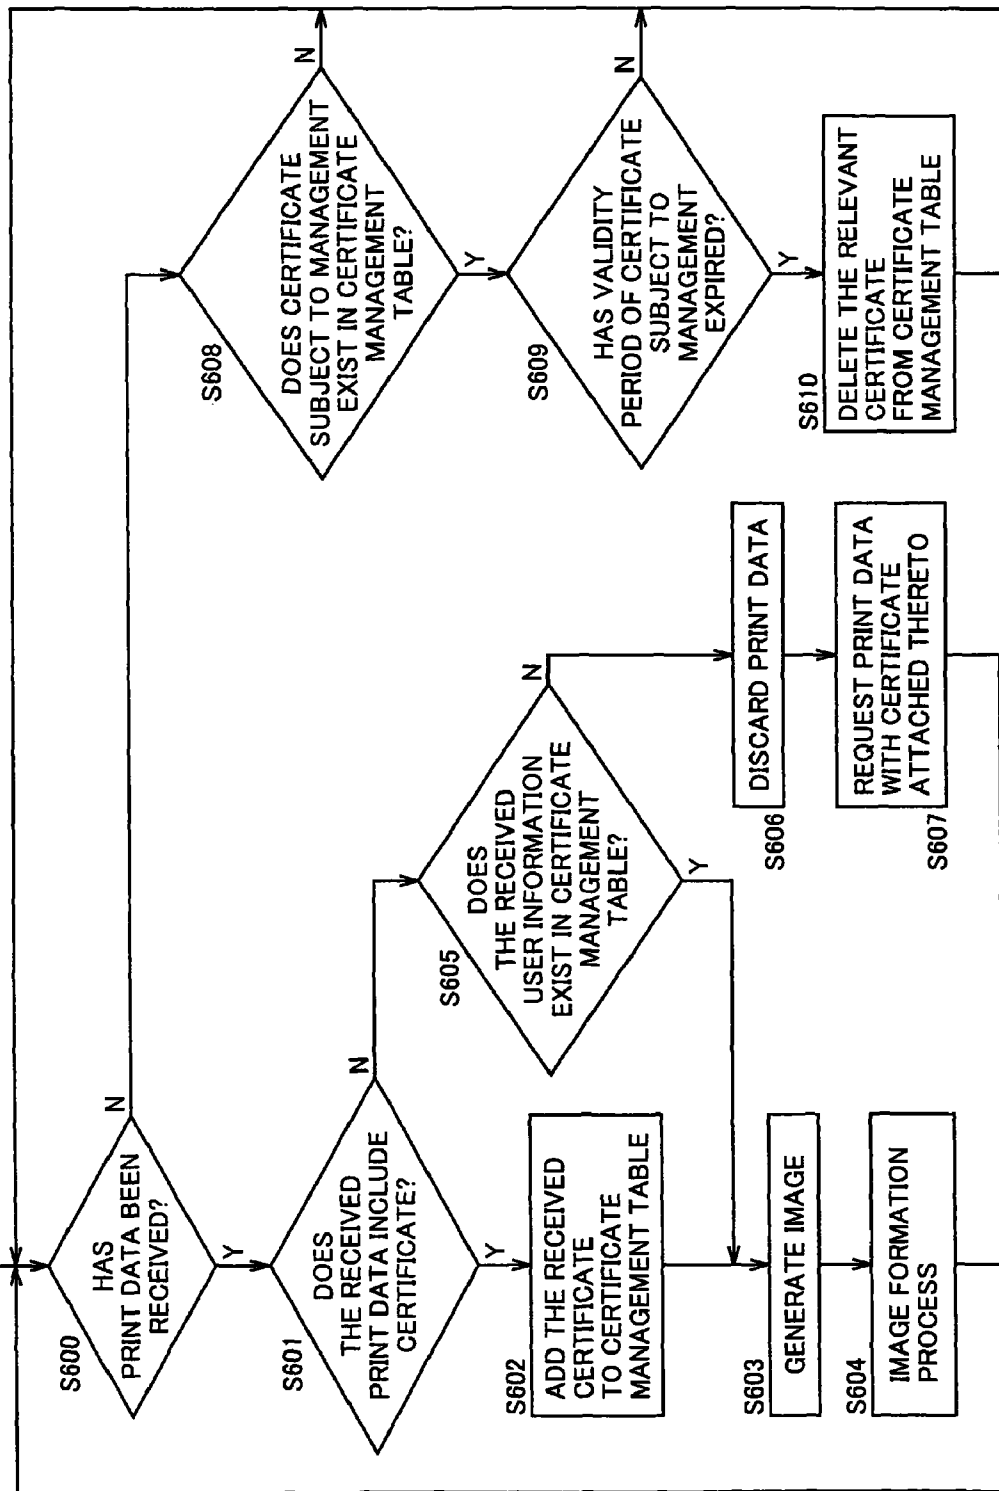 S600
HAS
PRINT DATA BEEN
RECEIVED?
N
Y
S601
DOES
THE RECEIVED
PRINT DATA INCLUDE
CERTIFICATE?
N
Y
S602
ADD THE RECEIVED
CERTIFICATE
TO CERTIFICATE
MANAGEMENT TABLE
S603
GENERATE IMAGE
S604
IMAGE FORMATION
PROCESS
S605
DOES
THE RECEIVED
USER INFORMATION
EXIST IN CERTIFICATE
MANAGEMENT
TABLE?
N
Y
S606
DISCARD PRINT DATA
S607
REQUEST PRINT DATA
WITH CERTIFICATE
ATTACHED THERETO
S608
DOES CERTIFICATE
SUBJECT TO MANAGEMENT
EXIST IN CERTIFICATE
MANAGEMENT
TABLE?
N
Y
S609
HAS VALIDITY
PERIOD OF CERTIFICATE
SUBJECT TO
MANAGEMENT
EXPIRED?
N
Y
S610
DELETE THE RELEVANT
CERTIFICATE
FROM CERTIFICATE
MANAGEMENT TABLE